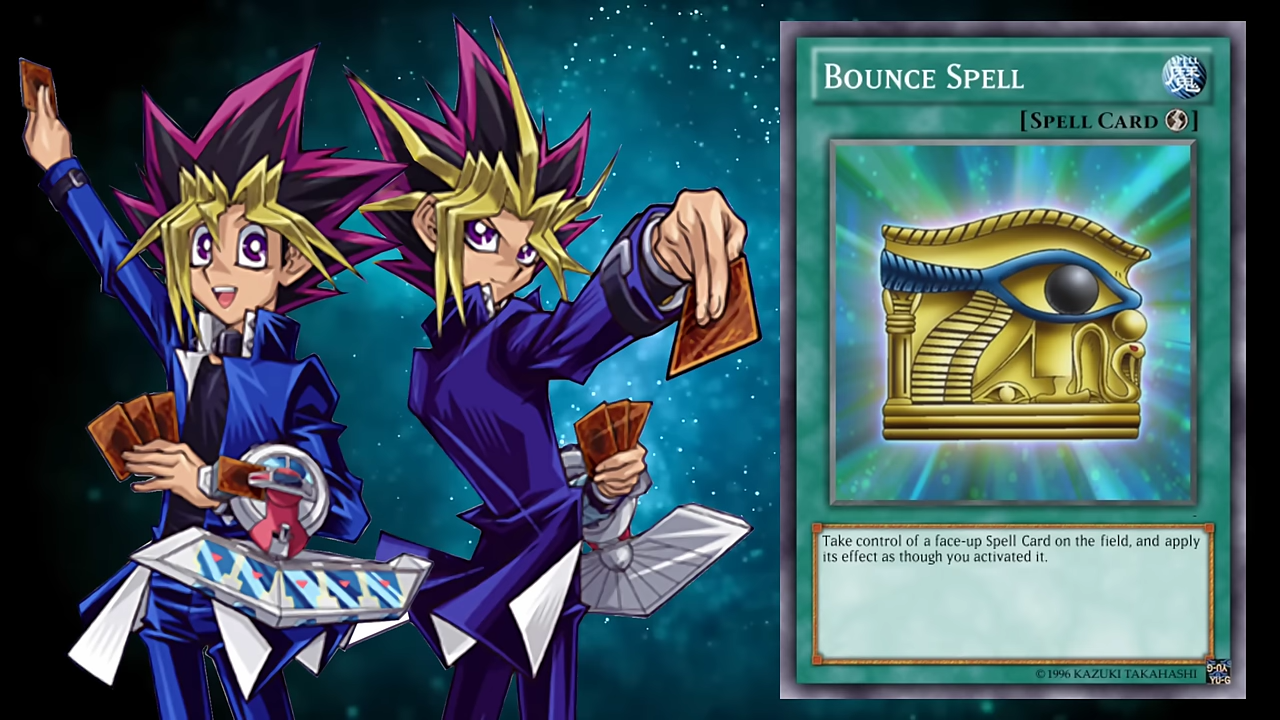 BOUNCE SPELL
[SPELL CARD]
Take control of a face-up Spell Card on the field, and apply
its effect as though you activated it.
©1996 KAZUKI TAKAHASHI